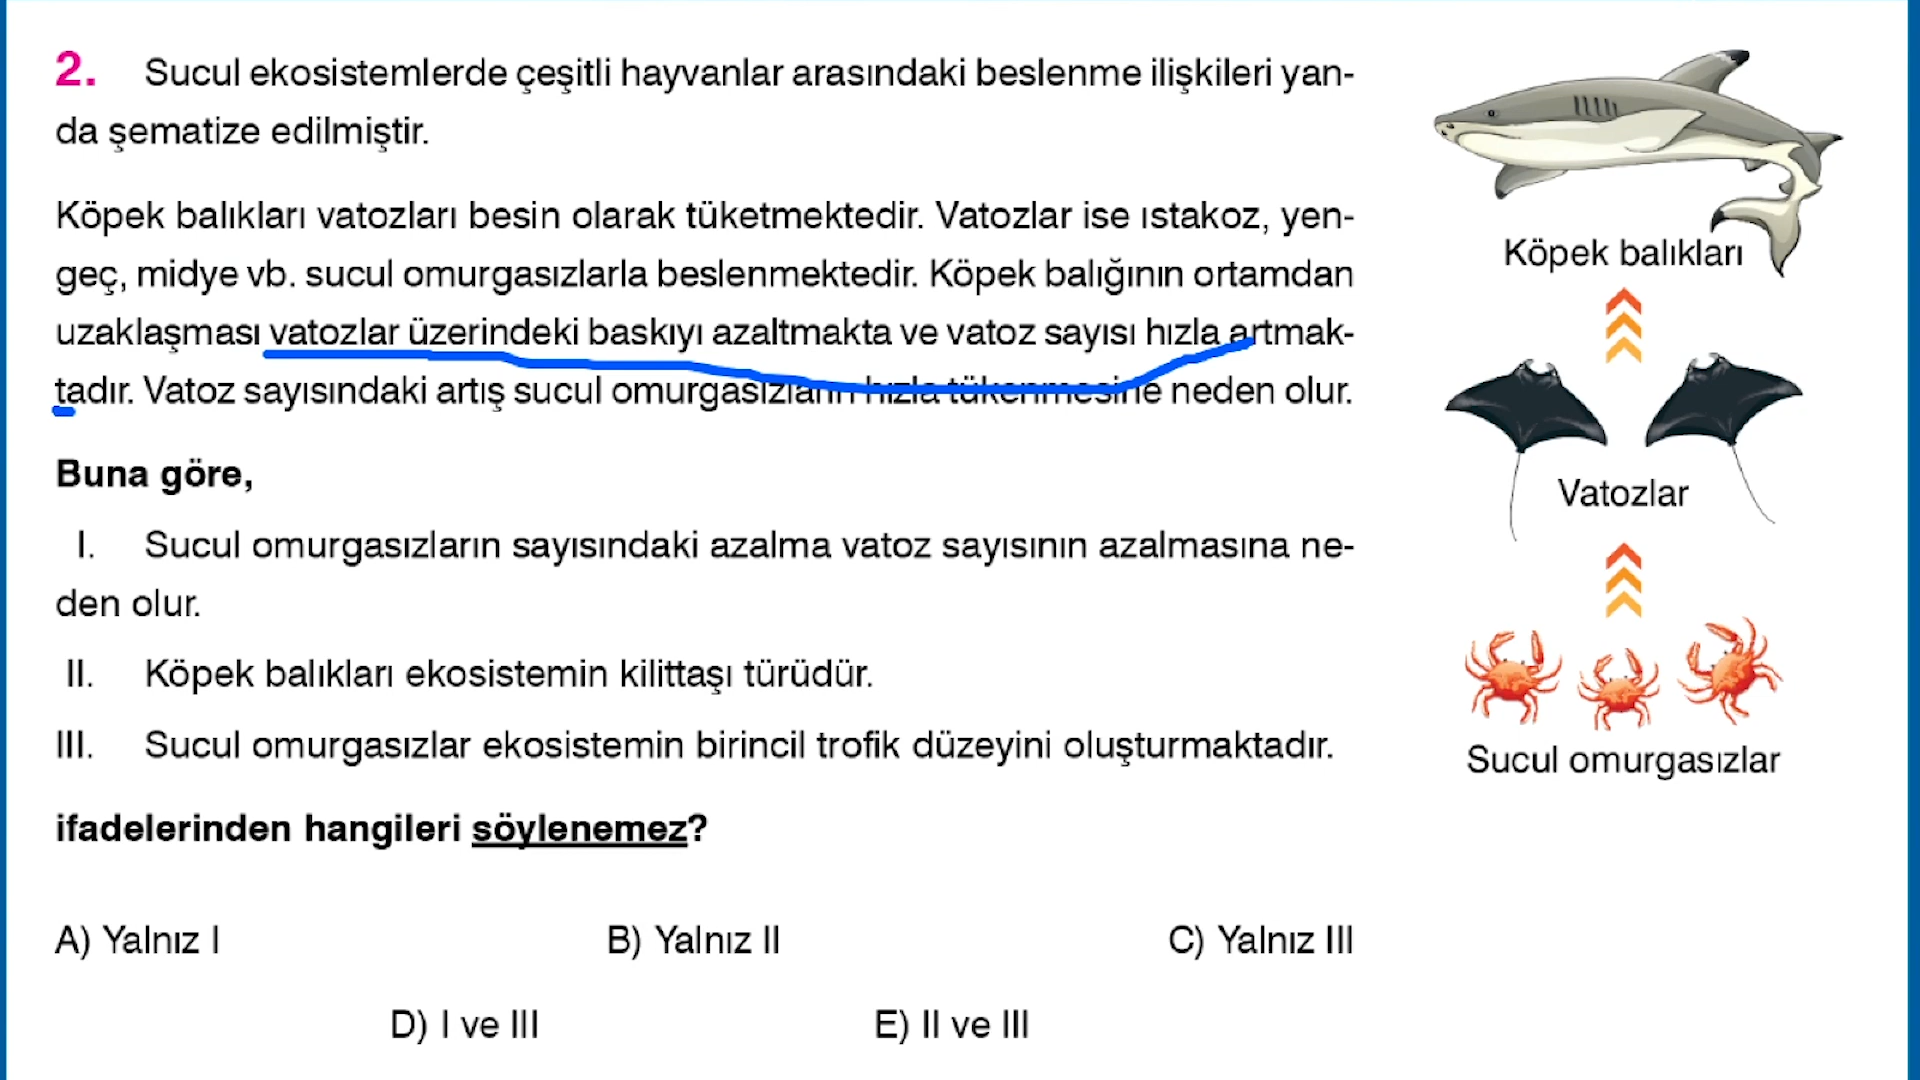 2. Sucul ekosistemlerde çeşitli hayvanlar arasındaki beslenme ilişkileri yan-
da şematize edilmiştir.
Köpek balıkları vatozları besin olarak tüketmektedir. Vatozlar ise ıstakoz, yen-
geç, midye vb. sucul omurgasızlarla beslenmektedir. Köpek balığının ortamdan
uzaklaşması vatozlar üzerindeki baskıyı azaltmakta ve vatoz sayısı hızla artmak-
tadır. Vatoz sayısındaki artış sucul omurgasızların hızla tükenmesine neden olur.
Buna göre,
I. Sucul omurgasızların sayısındaki azalma vatoz sayısının azalmasına ne-
den olur.
II. Köpek balıkları ekosistemin kilittaşı türüdür.
III. Sucul omurgasızlar ekosistemin birincil trofik düzeyini oluşturmaktadır.
ifadelerinden hangileri söylenemez?
A) Yalnız I
B) Yalnız II
C) Yalnız III
D) I ve III
E) II ve III
Köpek balıkları
Vatozlar
Sucul omurgasızlar